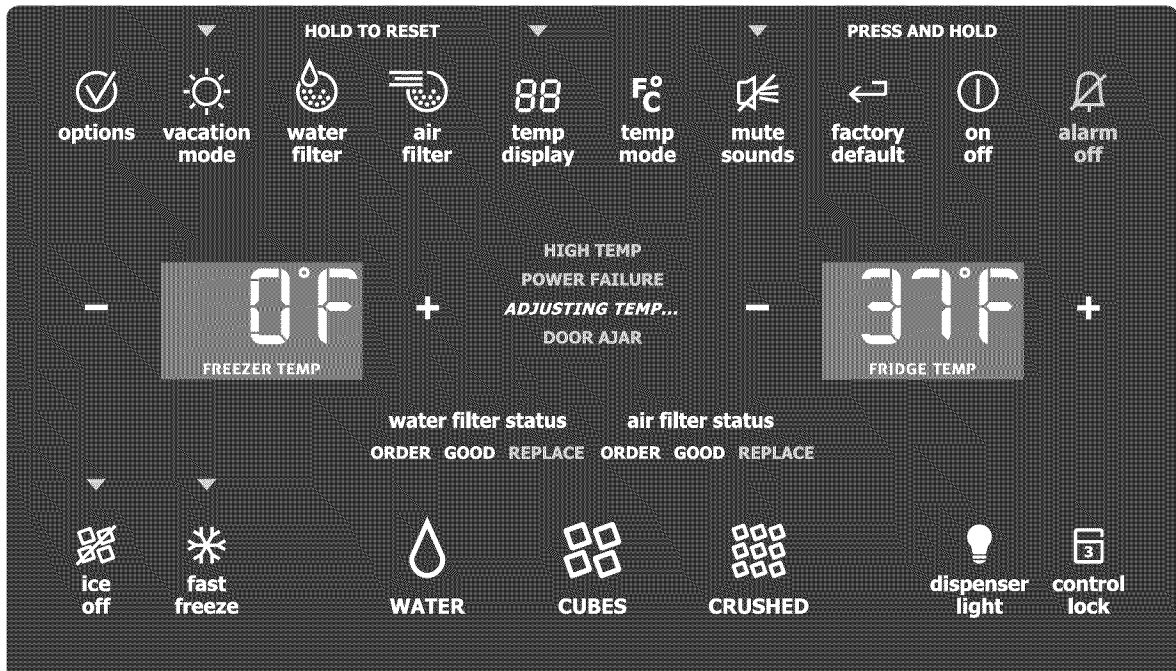 HOLD TO RESET PRESS AND HOLD
88 F°C
options vacation mode water filter air filter temp display temp mode mute sounds factory default on off alarm off
HIGH TEMP
POWER FAILURE
ADJUSTING TEMP...
DOOR AJAR
- 0°F +
FREEZER TEMP
- 37°F +
FRIDGE TEMP
water filter status air filter status
ORDER GOOD REPLACE ORDER GOOD REPLACE
3
ice off fast freeze WATER CUBES CRUSHED dispenser light control lock